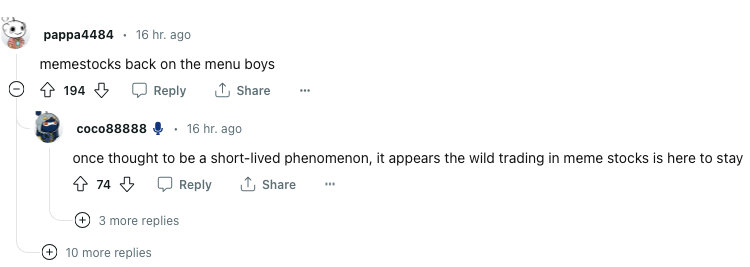 pappa4484 · 16 hr. ago
memestocks back on the menu boys
194 Reply Share ···
coco88888 · 16 hr. ago
once thought to be a short-lived phenomenon, it appears the wild trading in meme stocks is here to stay
74 Reply Share ···
3 more replies
10 more replies